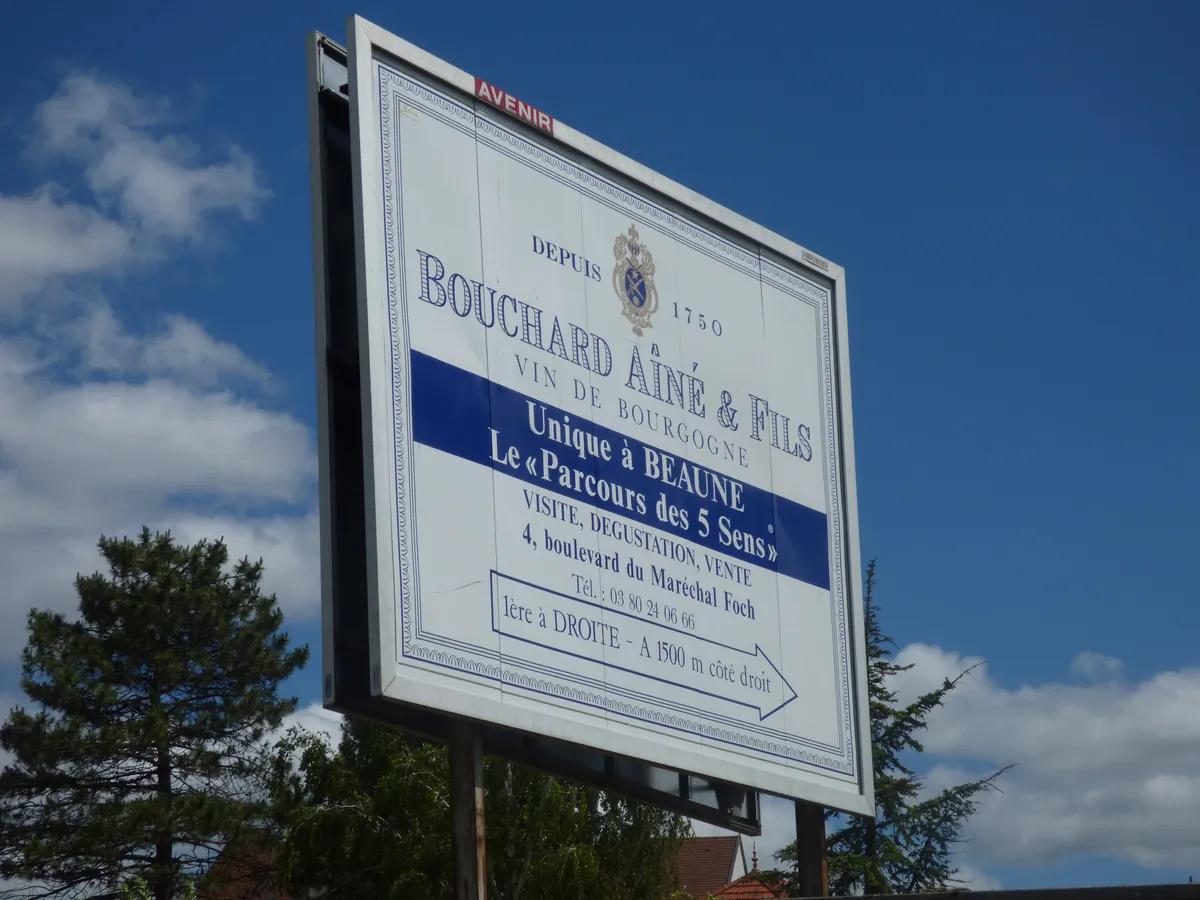 AVENIR
DEPUIS 1750
BOUCHARD AÎNÉ & FILS
VIN DE BOURGOGNE
Unique à BEAUNE
Le «Parcours des 5 Sens»®
VISITE, DEGUSTATION, VENTE
4, boulevard du Maréchal Foch
Tél. : 03 80 24 06 66
1ère à DROITE - A 1500 m côté droit